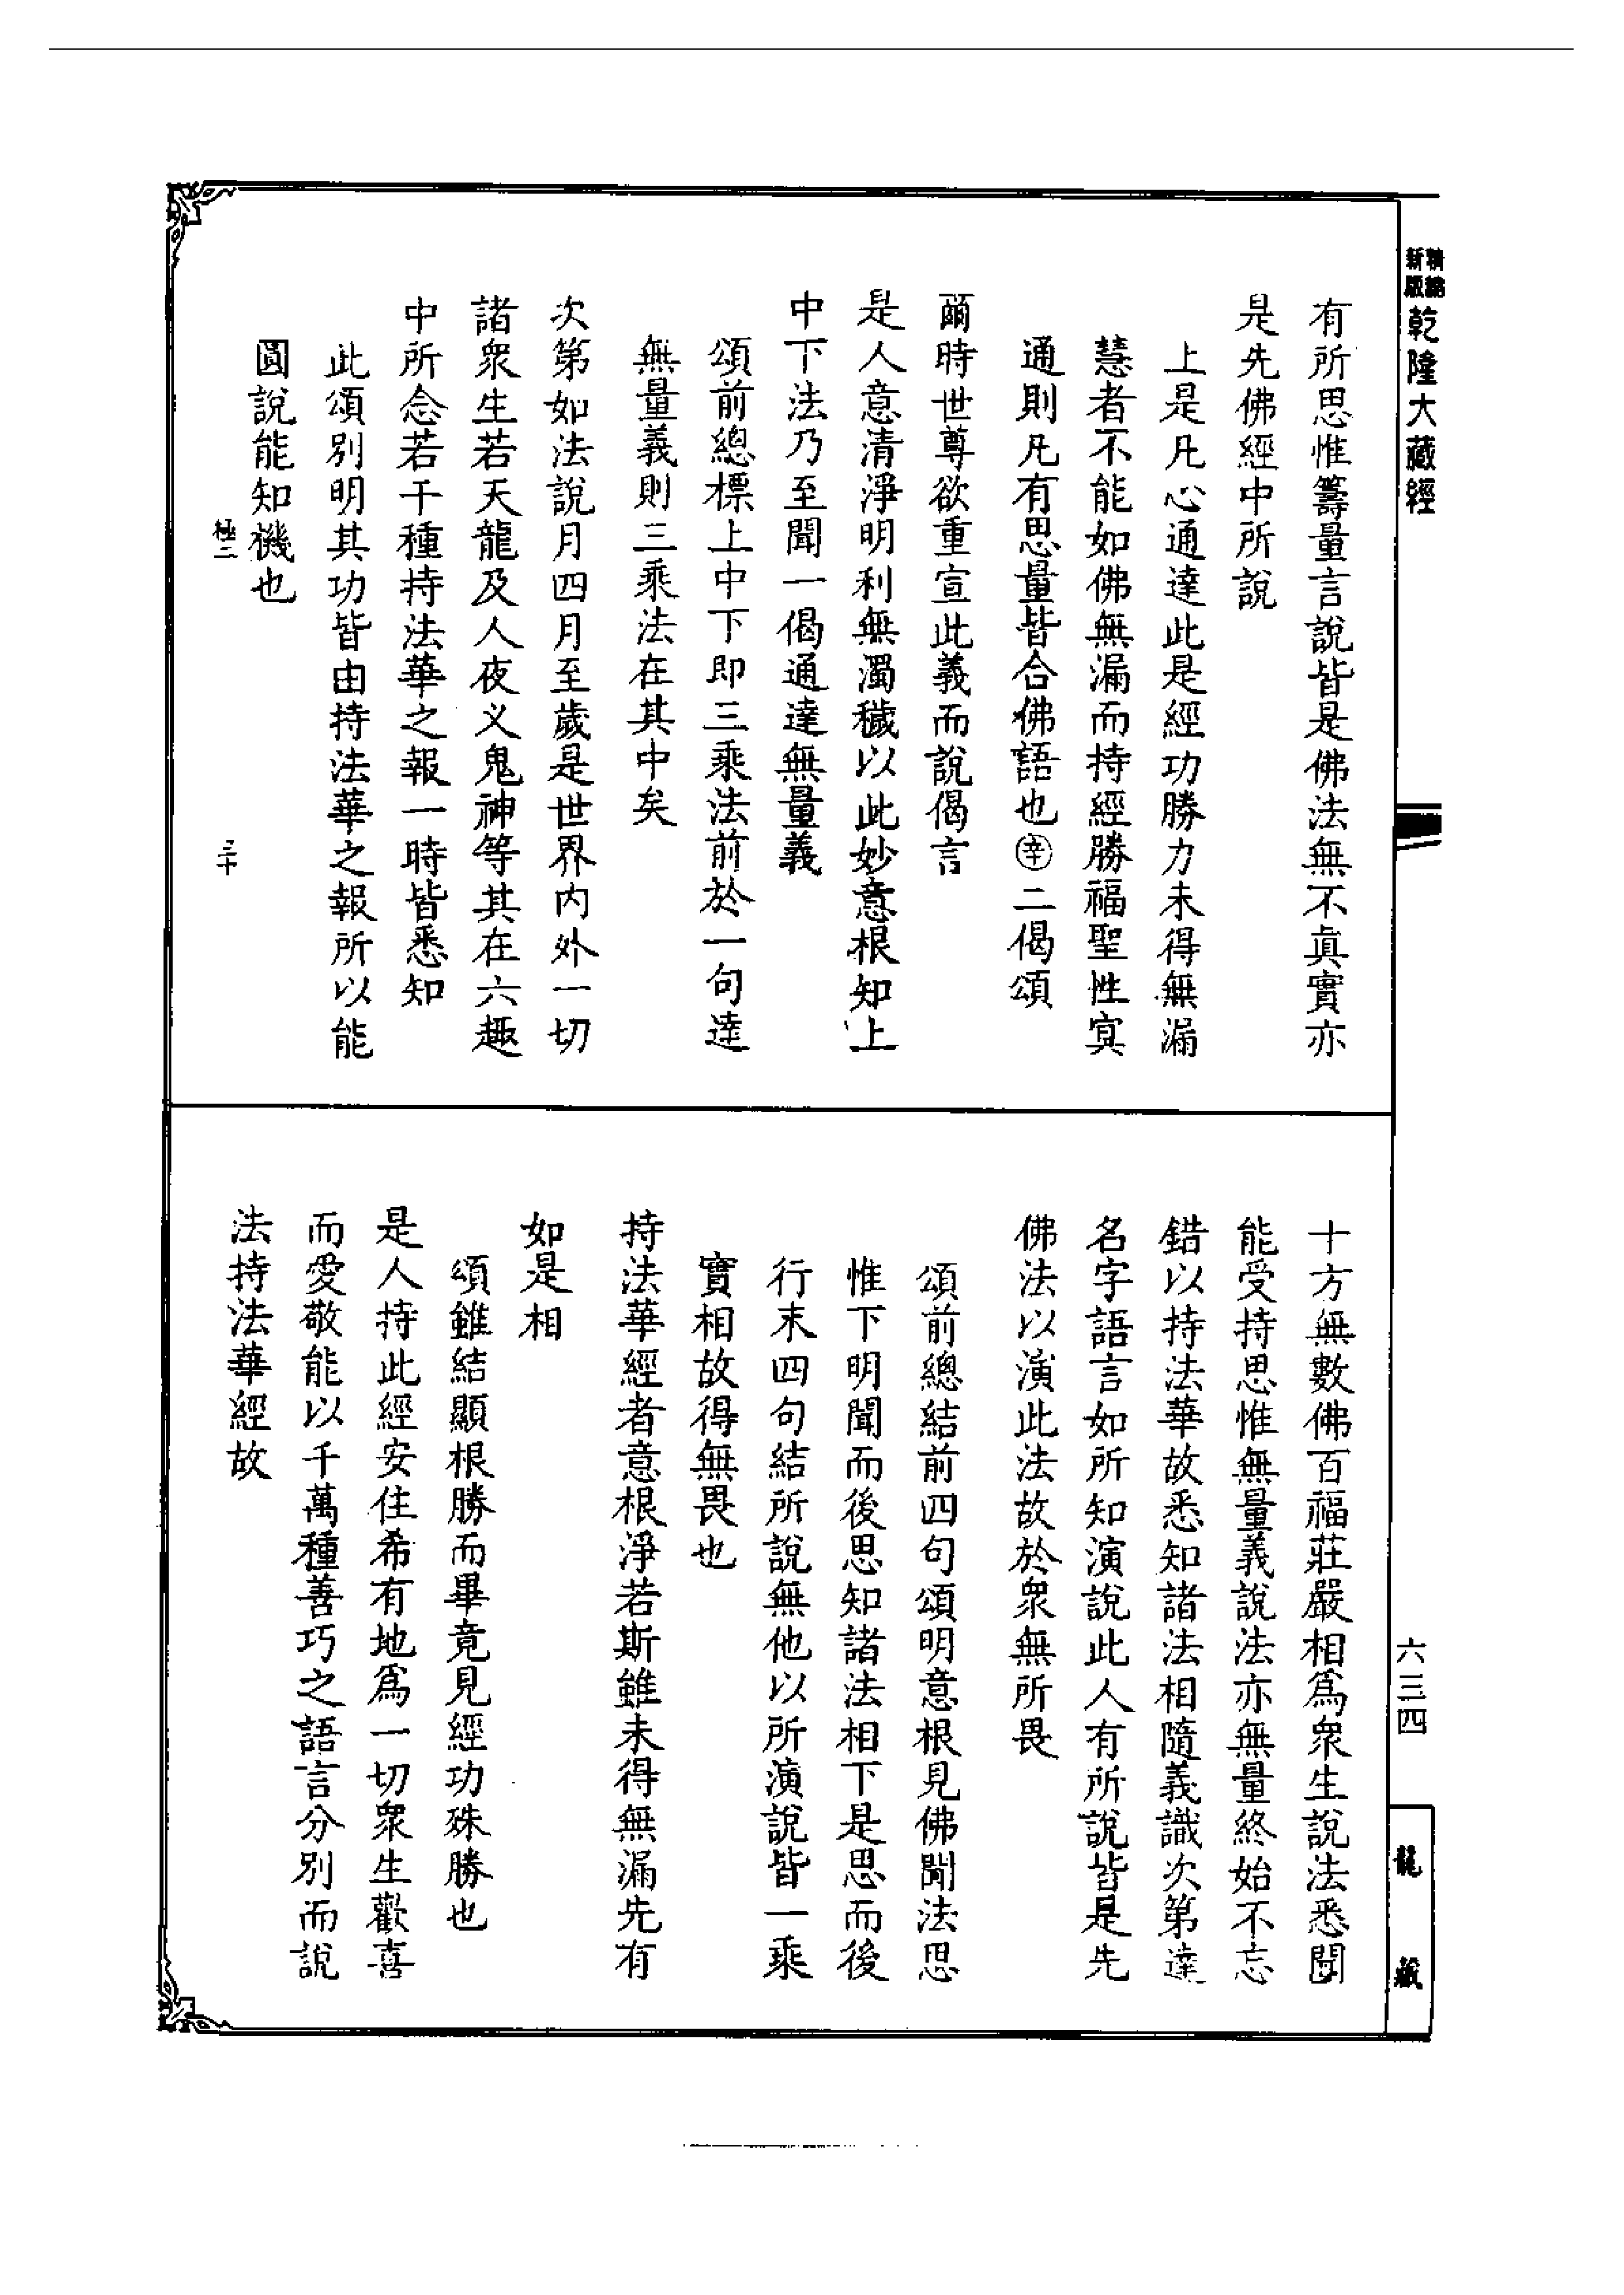 精繕
新版
乾隆大藏經
有所思惟籌量言說皆是佛法無不眞實亦
是先佛經中所說
上是凡心通達此是經功勝力未得無漏
慧者不能如佛無漏而持經勝福聖性㝠
通則凡有思量皆合佛語也㊛二偈頌
爾時世尊欲重宣此義而說偈言
是人意清淨明利無濁穢以此妙意根知上
中下法乃至聞一偈通達無量義
頌前總標上中下即三乘法前於一句達
無量義則三乘法在其中矣
次第如法說月四月至歲是世界內外一切
諸衆生若天龍及人夜义鬼神等其在六趣
中所念若干種持法華之報一時皆悉知
此頌別明其功皆由持法華之報所以能
圓說能知機也
極二
三十
十方無數佛百福莊嚴相爲衆生說法悉聞
能受持思惟無量義說法亦無量終始不忘
錯以持法華故悉知諸法相隨義識次第達
名字語言如所知演說此人有所說皆是先
佛法以演此法故於衆無所畏
頌前總結前四句頌明意根見佛聞法思
惟下明聞而後思知諸法相下是思而後
行末四句結所說無他以所演說皆一乘
實相故得無畏也
持法華經者意根淨若斯雖未得無漏先有
如是相
頌雖結顯根勝而畢竟見經功殊勝也
是人持此經安住希有地爲一切衆生歡喜
而愛敬能以千萬種善巧之語言分別而說
法持法華經故
六三四
龍藏